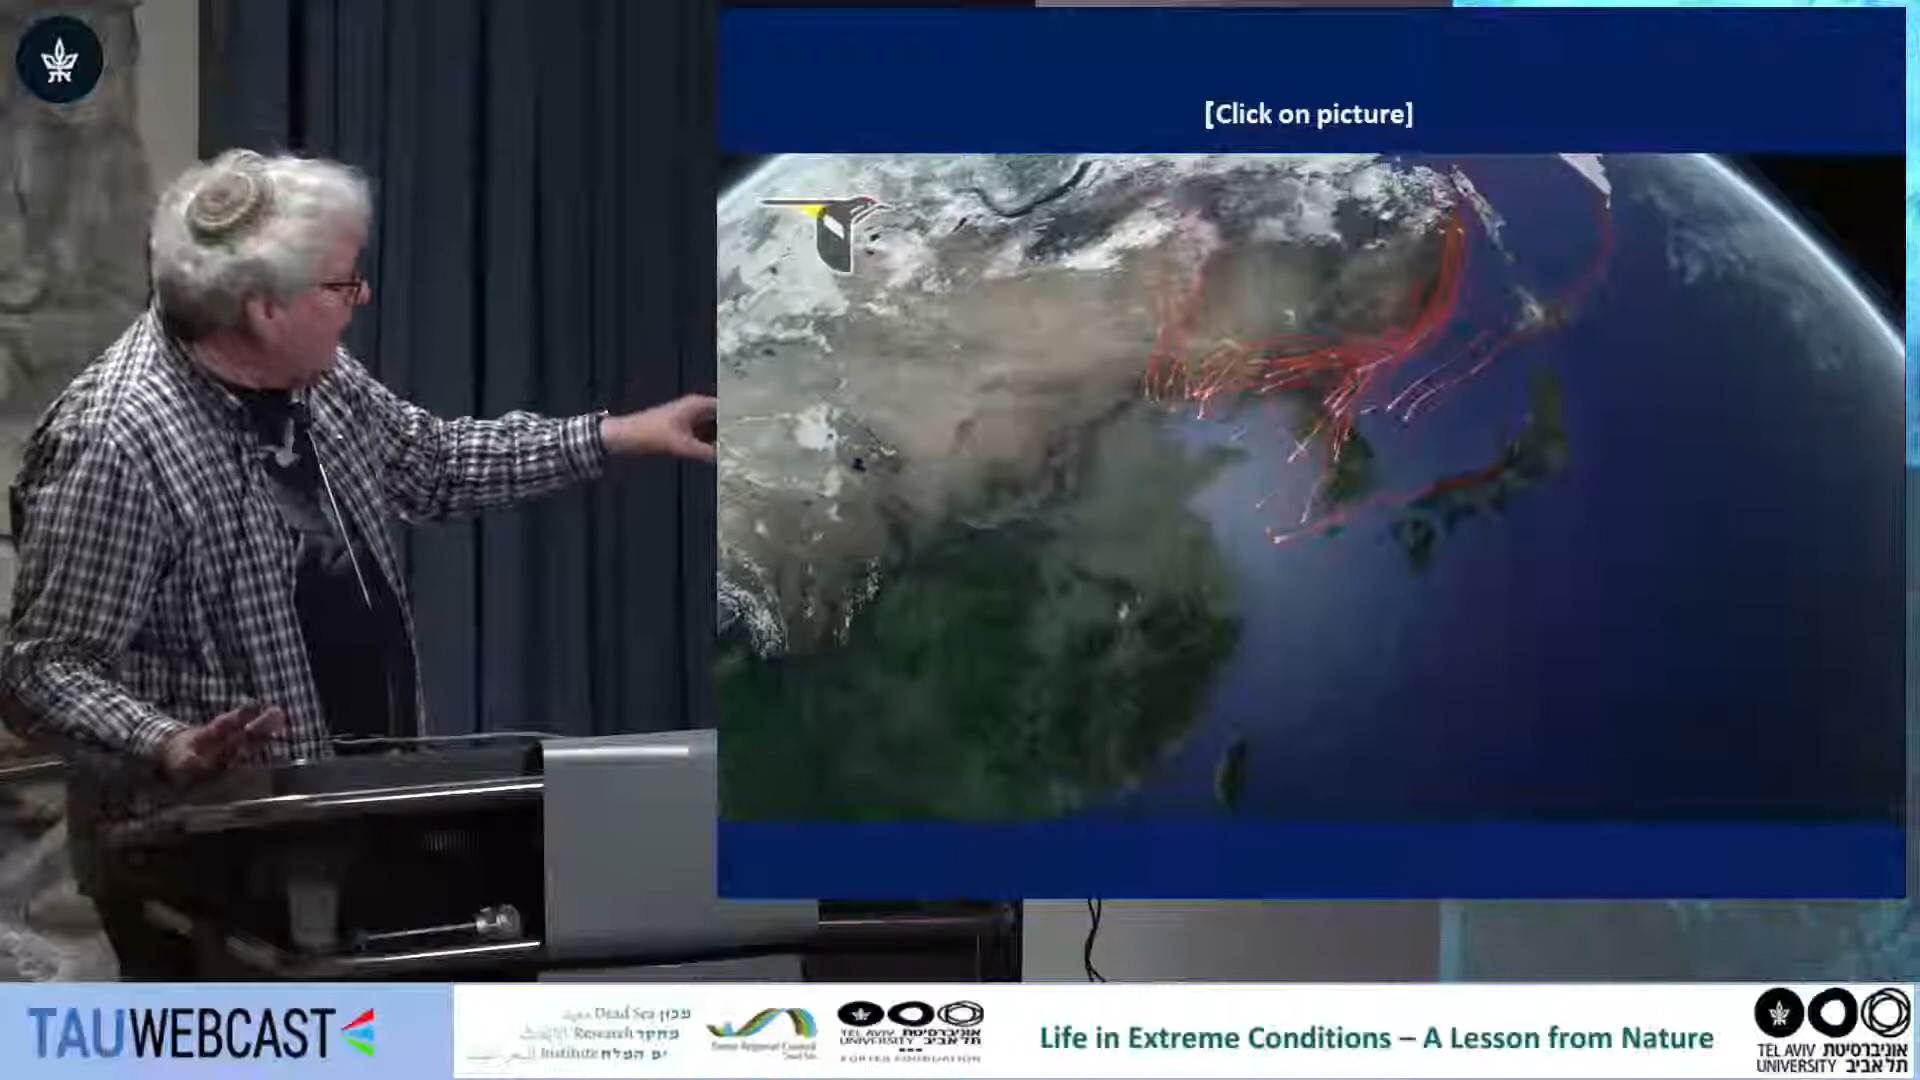 [Click on picture]
TAUWEBCAST
Dead Sea מכון
Research מחקר
Institute ים המלח
TEL AVIV אוניברסיטת
UNIVERSITY תל אביב
Life in Extreme Conditions – A Lesson from Nature
TEL AVIV אוניברסיטת
UNIVERSITY תל אביב